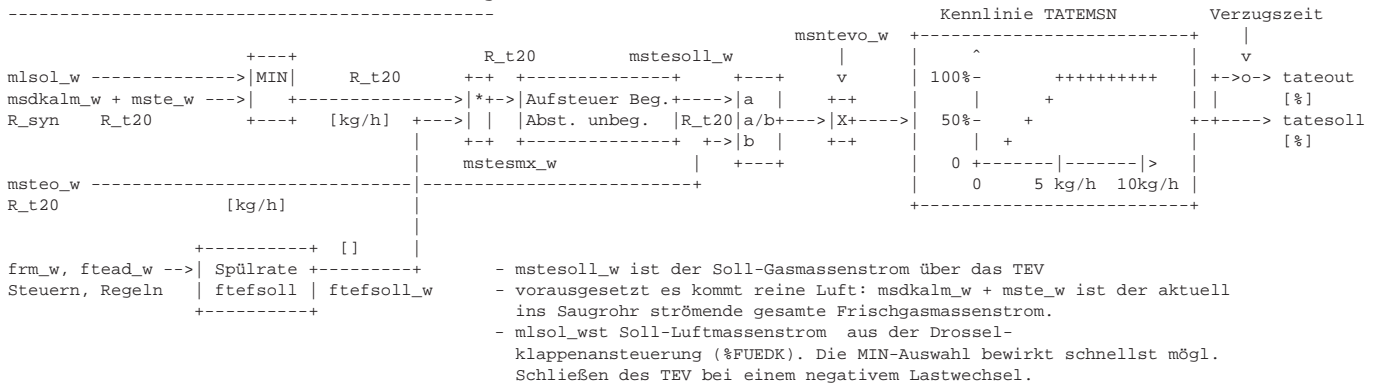 -------------------------------------------------          Kennlinie TATEMSN     Verzugszeit
                                                                                msntevo_w  +---------------------------+    |
                        +---+                   R_t20         mstesoll_w           |       |     ^                     |    v
mlsol_w --------------->|MIN|     R_t20       +-+  +---------------+     +---+     v       | 100%-       ++++++++++  | +->o-> tateout
msdkalm_w + mste_w --->|   +---------------->|*+->|Aufsteuer Beg.+---->|a  |    +-+      |     |      +            | |     [%]
R_syn    R_t20          +---+    [kg/h]  +--->| |  |Abst. unbeg.  |R_t20|a/b+--->|X+----->|  50%-    +              +-+----> tatesoll
                                         |    +-+  +---------------+ +-->|b  |    +-+      |     | +                 |       [%]
                                         |    mstesmx_w             |    +---+             |   0 +-------|-------|>  |
msteo_w ---------------------------------|--------------------------+                      |     0     5 kg/h  10kg/h |
R_t20                 [kg/h]             |                                                 +---------------------------+
                                         |
                   +----------+  []      |
frm_w, ftead_w -->| Spülrate +---------+       - mstesoll_w ist der Soll-Gasmassenstrom über das TEV
Steuern, Regeln   | ftefsoll | ftefsoll_w      - vorausgesetzt es kommt reine Luft: msdkalm_w + mste_w ist der aktuell
                   +----------+                   ins Saugrohr strömende gesamte Frischgasmassenstrom.
                                                - mlsol_wst Soll-Luftmassenstrom  aus der Drossel-
                                                  klappenansteuerung (%FUEDK). Die MIN-Auswahl bewirkt schnellst mögl.
                                                  Schließen des TEV bei einem negativem Lastwechsel.